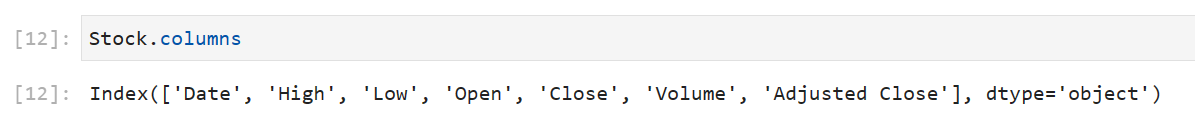 [12]: Stock.columns
[12]: Index(['Date', 'High', 'Low', 'Open', 'Close', 'Volume', 'Adjusted Close'], dtype='object')